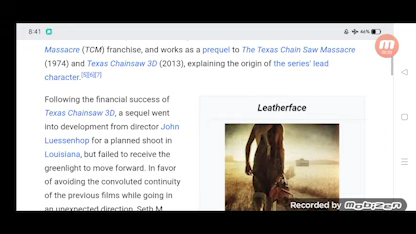 8:41
46%
Massacre (TCM) franchise, and works as a prequel to The Texas Chain Saw Massacre
(1974) and Texas Chainsaw 3D (2013), explaining the origin of the series' lead
character.[5][6][7]
Following the financial success of
Texas Chainsaw 3D, a sequel went
into development from director John
Luessenhop for a planned shoot in
Louisiana, but failed to receive the
greenlight to move forward. In favor
of avoiding the convoluted continuity
of the previous films while going in
an unexpected direction, Seth M.
Leatherface
Recorded by mobizen